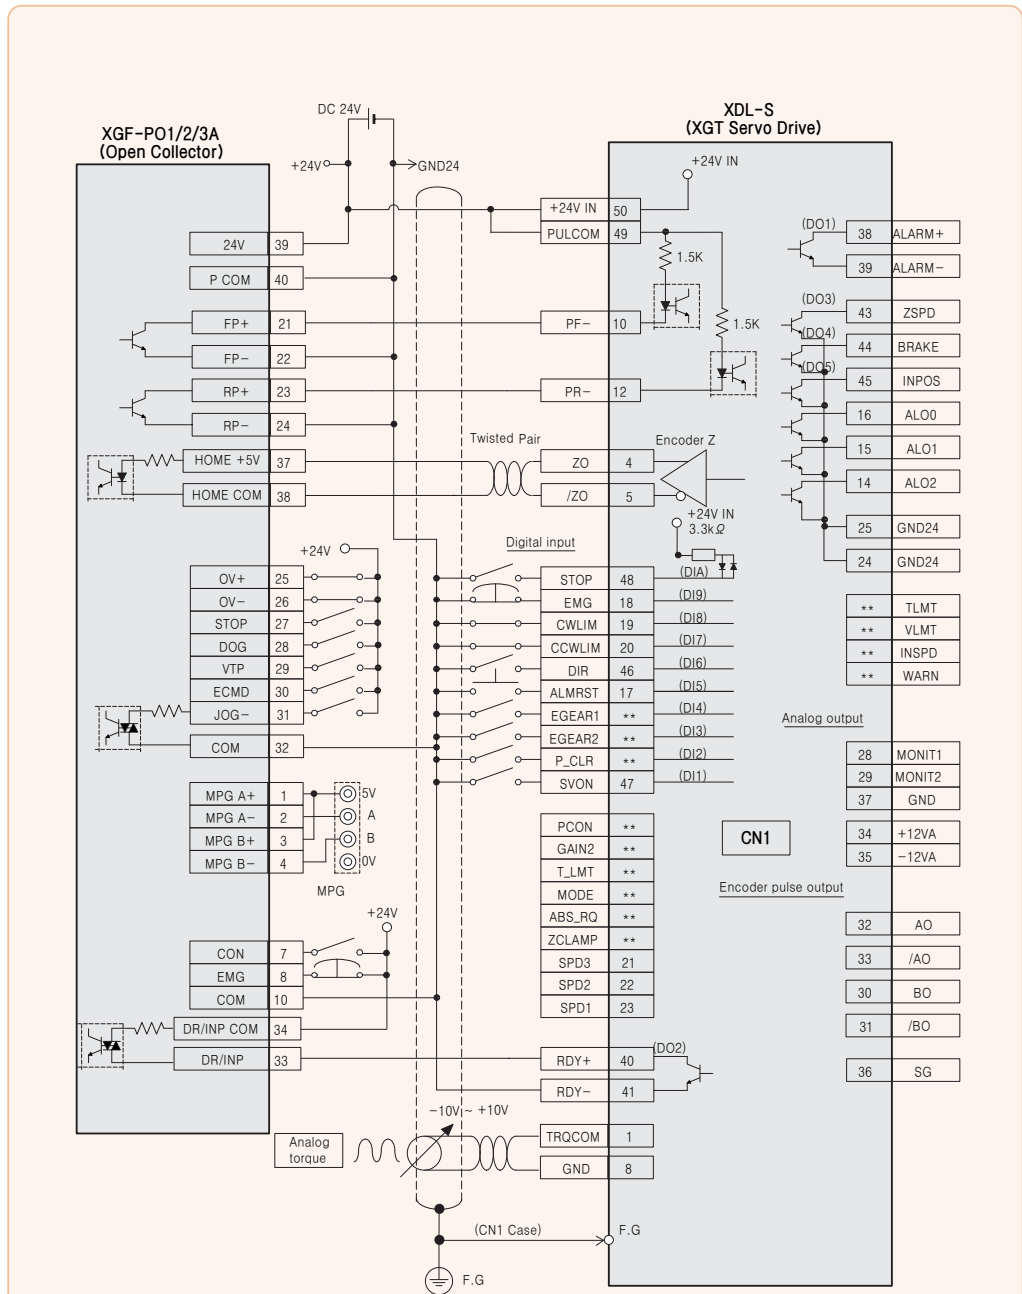 DC 24V
XDL-S
(XGT Servo Drive)
XGF-PO1/2/3A
(Open Collector)
+24V
GND24
+24V IN
+24V IN 50
PULCOM 49
24V 39
P COM 40
FP+ 21
FP- 22
RP+ 23
RP- 24
HOME +5V 37
HOME COM 38
1.5K
1.5K
PF- 10
PR- 12
Twisted Pair
ZO 4
/ZO 5
Encoder Z
+24V IN
3.3kΩ
(DO1)
38 ALARM+
39 ALARM-
(DO3)
43 ZSPD
(DO4)
44 BRAKE
(DO5)
45 INPOS
16 ALO0
15 ALO1
14 ALO2
25 GND24
24 GND24
+24V
OV+ 25
OV- 26
STOP 27
DOG 28
VTP 29
ECMD 30
JOG- 31
COM 32
Digital input
STOP 48 (DIA)
EMG 18 (DI9)
CWLIM 19 (DI8)
CCWLIM 20 (DI7)
DIR 46 (DI6)
ALMRST 17 (DI5)
EGEAR1 ** (DI4)
EGEAR2 ** (DI3)
P_CLR ** (DI2)
SVON 47 (DI1)
** TLMT
** VLMT
** INSPD
** WARN
Analog output
28 MONIT1
29 MONIT2
37 GND
34 +12VA
35 -12VA
MPG A+ 1
MPG A- 2
MPG B+ 3
MPG B- 4
5V
A
B
0V
MPG
PCON **
GAIN2 **
T_LMT **
MODE **
ABS_RQ **
ZCLAMP **
SPD3 21
SPD2 22
SPD1 23
CN1
Encoder pulse output
32 AO
33 /AO
30 BO
31 /BO
36 SG
+24V
CON 7
EMG 8
COM 10
DR/INP COM 34
DR/INP 33
RDY+ 40
(DO2)
RDY- 41
-10V ~ +10V
Analog
torque
TRQCOM 1
GND 8
(CN1 Case)
F.G
F.G